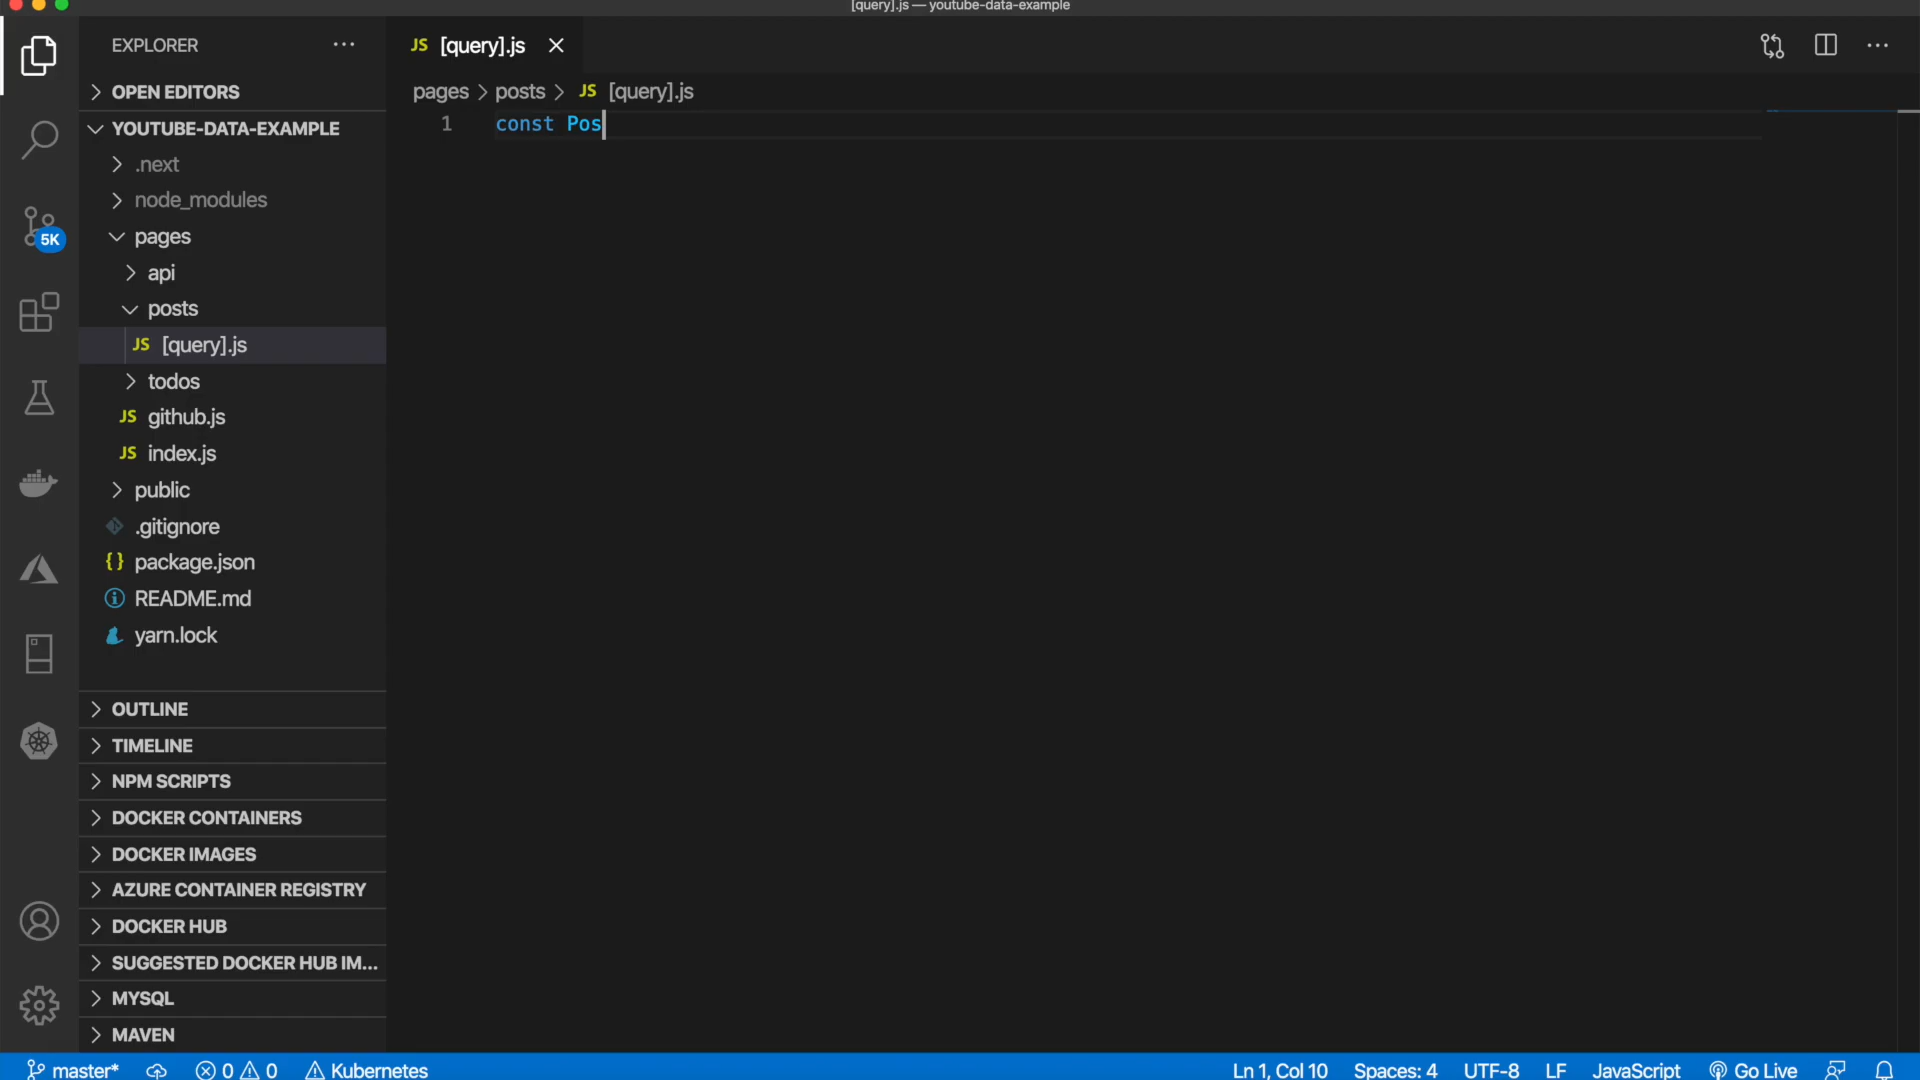 [query].js — youtube-data-example
EXPLORER
OPEN EDITORS
YOUTUBE-DATA-EXAMPLE
.next
node_modules
pages
api
posts
JS [query].js
todos
JS github.js
JS index.js
public
.gitignore
{} package.json
README.md
yarn.lock
OUTLINE
TIMELINE
NPM SCRIPTS
DOCKER CONTAINERS
DOCKER IMAGES
AZURE CONTAINER REGISTRY
DOCKER HUB
SUGGESTED DOCKER HUB IM...
MYSQL
MAVEN
5K
JS [query].js
pages > posts > JS [query].js
1 const Pos
master* 0 0 Kubernetes
Ln 1, Col 10 Spaces: 4 UTF-8 LF JavaScript Go Live